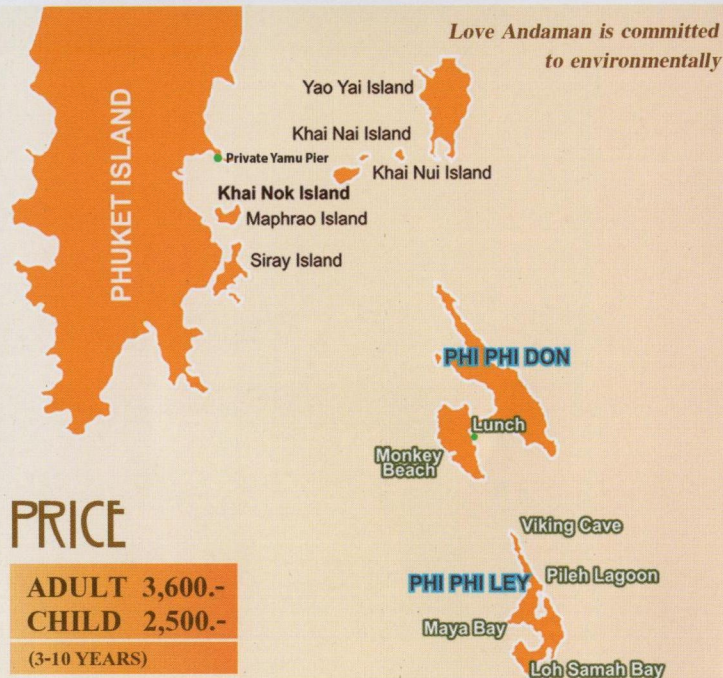 Love Andaman is committed
to environmentally
Yao Yai Island
PHUKET ISLAND
Khai Nai Island
Private Yamu Pier
Khai Nui Island
Khai Nok Island
Maphrao Island
Siray Island
PHI PHI DON
Lunch
Monkey
Beach
PRICE
ADULT 3,600.-
CHILD 2,500.-
(3-10 YEARS)
Viking Cave
PHI PHI LEY
Pileh Lagoon
Maya Bay
Loh Samah Bay